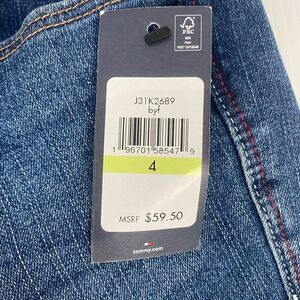 FSC
J31K2689
byf
1 96701 58547 9
4
MSRP $59.50
tommy.com